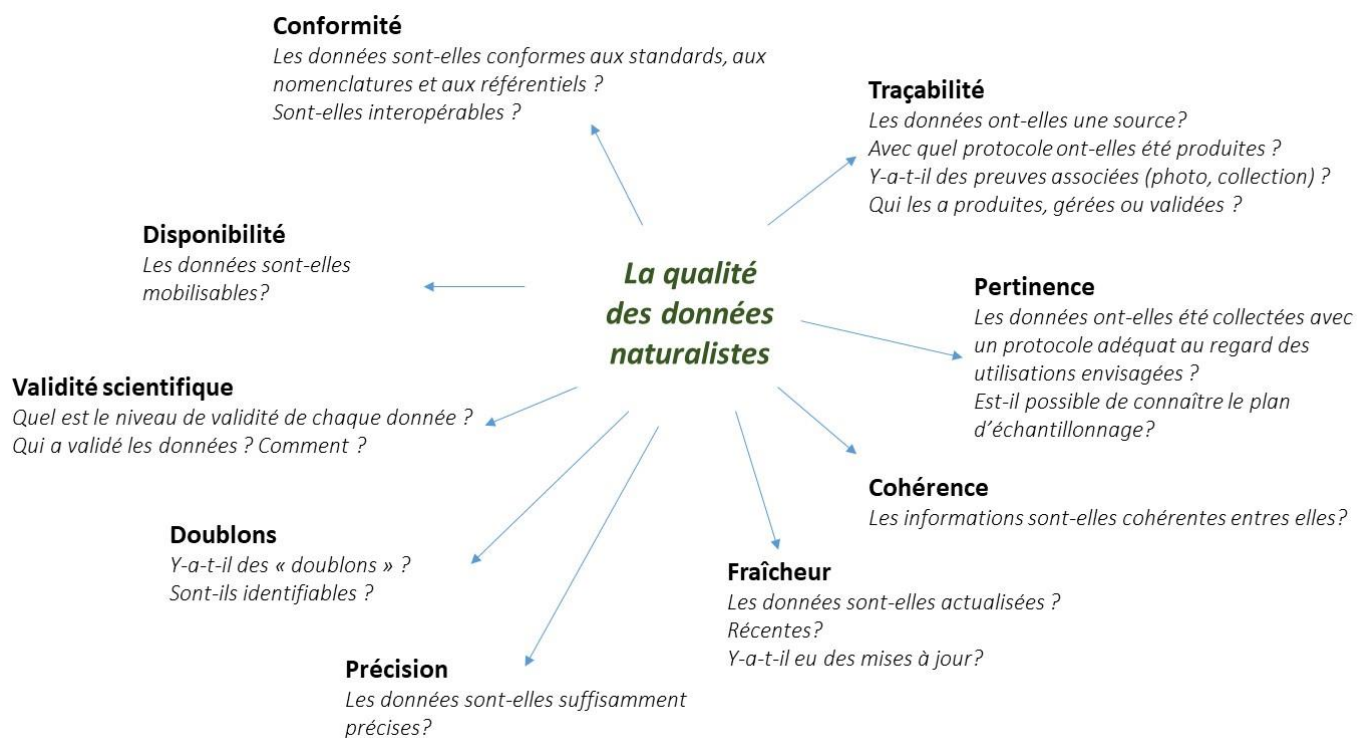 Conformité
Les données sont-elles conformes aux standards, aux
nomenclatures et aux référentiels ?
Sont-elles interopérables ?
Traçabilité
Les données ont-elles une source?
Avec quel protocole ont-elles été produites ?
Y-a-t-il des preuves associées (photo, collection) ?
Qui les a produites, gérées ou validées ?
Disponibilité
Les données sont-elles
mobilisables?
La qualité
des données
naturalistes
Pertinence
Les données ont-elles été collectées avec
un protocole adéquat au regard des
utilisations envisagées ?
Est-il possible de connaître le plan
d’échantillonnage?
Validité scientifique
Quel est le niveau de validité de chaque donnée ?
Qui a validé les données ? Comment ?
Cohérence
Les informations sont-elles cohérentes entres elles?
Doublons
Y-a-t-il des « doublons » ?
Sont-ils identifiables ?
Fraîcheur
Les données sont-elles actualisées ?
Récentes?
Y-a-t-il eu des mises à jour?
Précision
Les données sont-elles suffisamment
précises?